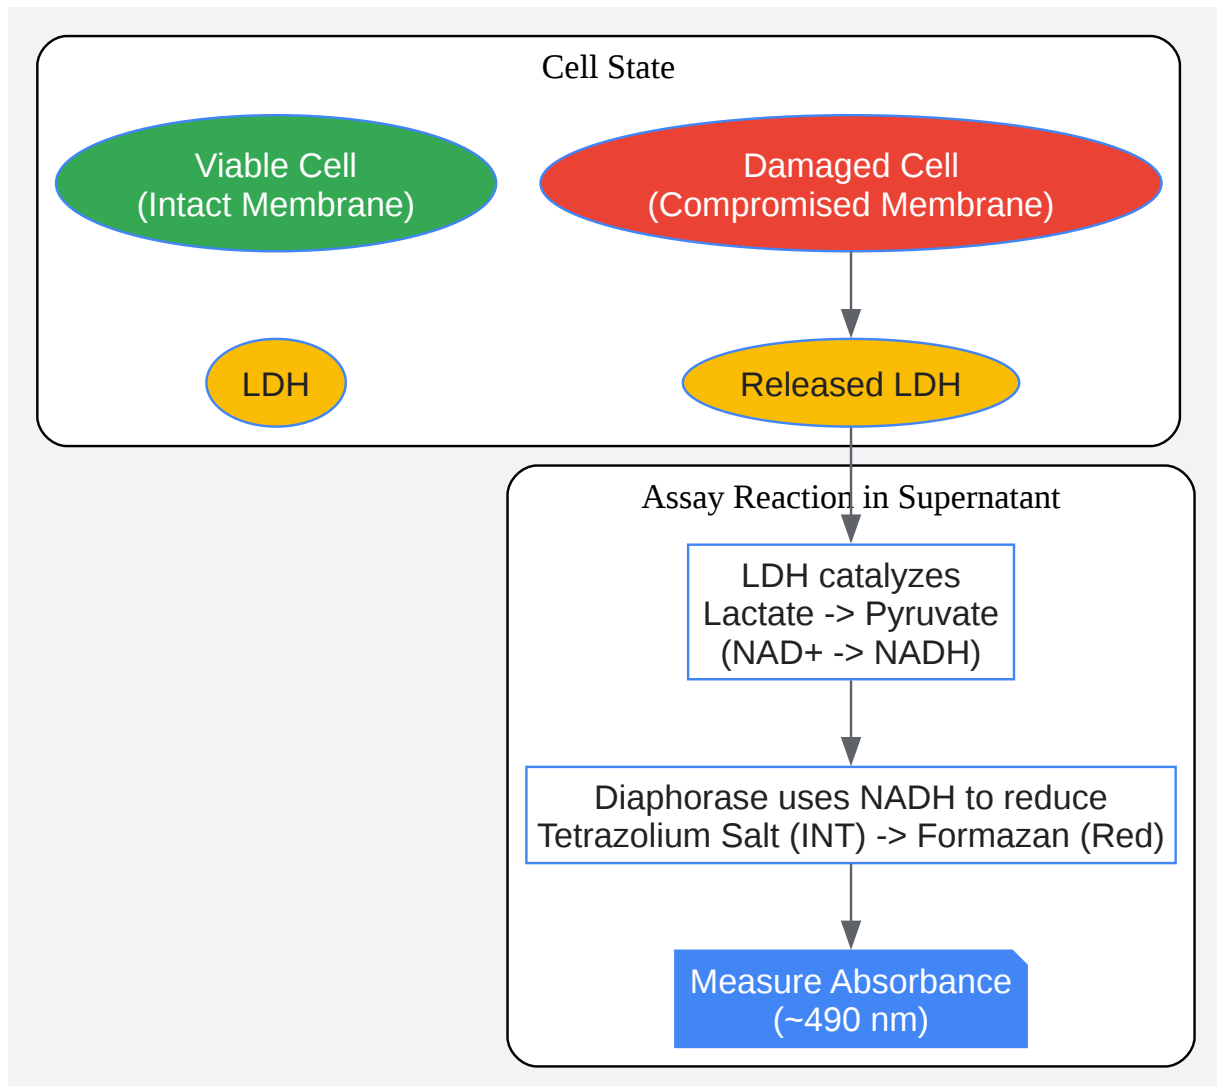 Cell State
Viable Cell
(Intact Membrane)
Damaged Cell
(Compromised Membrane)
LDH
Released LDH
Assay Reaction in Supernatant
LDH catalyzes
Lactate -> Pyruvate
(NAD+ -> NADH)
Diaphorase uses NADH to reduce
Tetrazolium Salt (INT) -> Formazan (Red)
Measure Absorbance
(~490 nm)